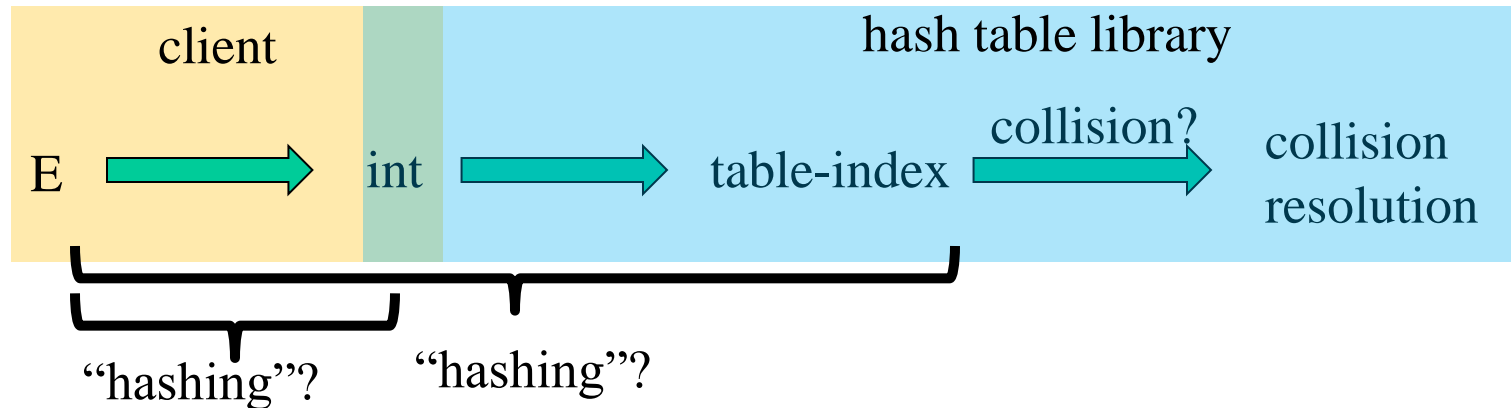 client
hash table library
E
int
table-index
collision?
collision
resolution
“hashing”?
“hashing”?